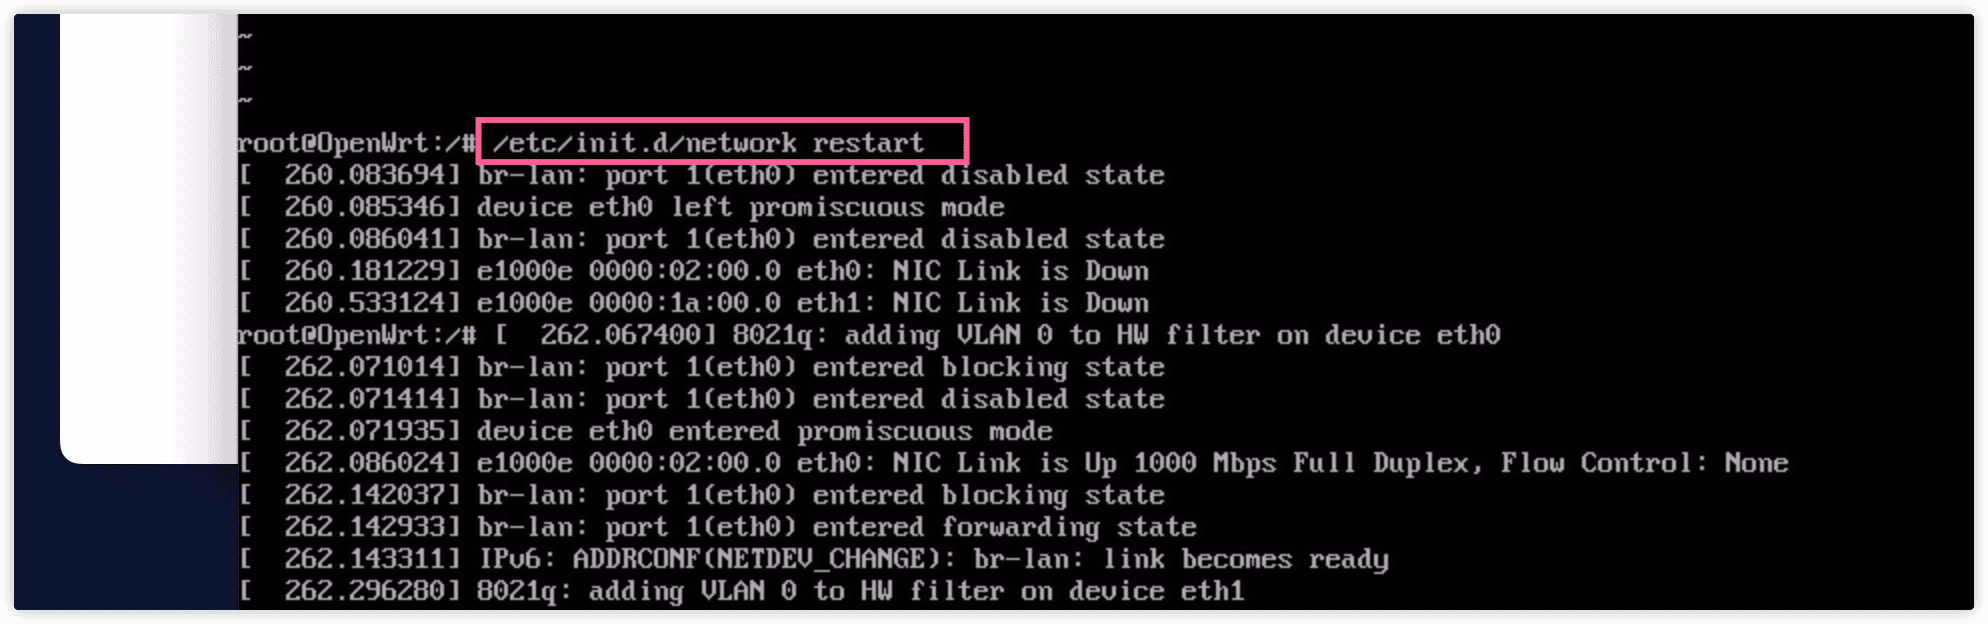 ~
~
~
root@OpenWrt:/# /etc/init.d/network restart
[  260.083694] br-lan: port 1(eth0) entered disabled state
[  260.085346] device eth0 left promiscuous mode
[  260.086041] br-lan: port 1(eth0) entered disabled state
[  260.181229] e1000e 0000:02:00.0 eth0: NIC Link is Down
[  260.533124] e1000e 0000:1a:00.0 eth1: NIC Link is Down
root@OpenWrt:/# [  262.067400] 8021q: adding VLAN 0 to HW filter on device eth0
[  262.071014] br-lan: port 1(eth0) entered blocking state
[  262.071414] br-lan: port 1(eth0) entered disabled state
[  262.071935] device eth0 entered promiscuous mode
[  262.086024] e1000e 0000:02:00.0 eth0: NIC Link is Up 1000 Mbps Full Duplex, Flow Control: None
[  262.142037] br-lan: port 1(eth0) entered blocking state
[  262.142933] br-lan: port 1(eth0) entered forwarding state
[  262.143311] IPv6: ADDRCONF(NETDEV_CHANGE): br-lan: link becomes ready
[  262.296280] 8021q: adding VLAN 0 to HW filter on device eth1